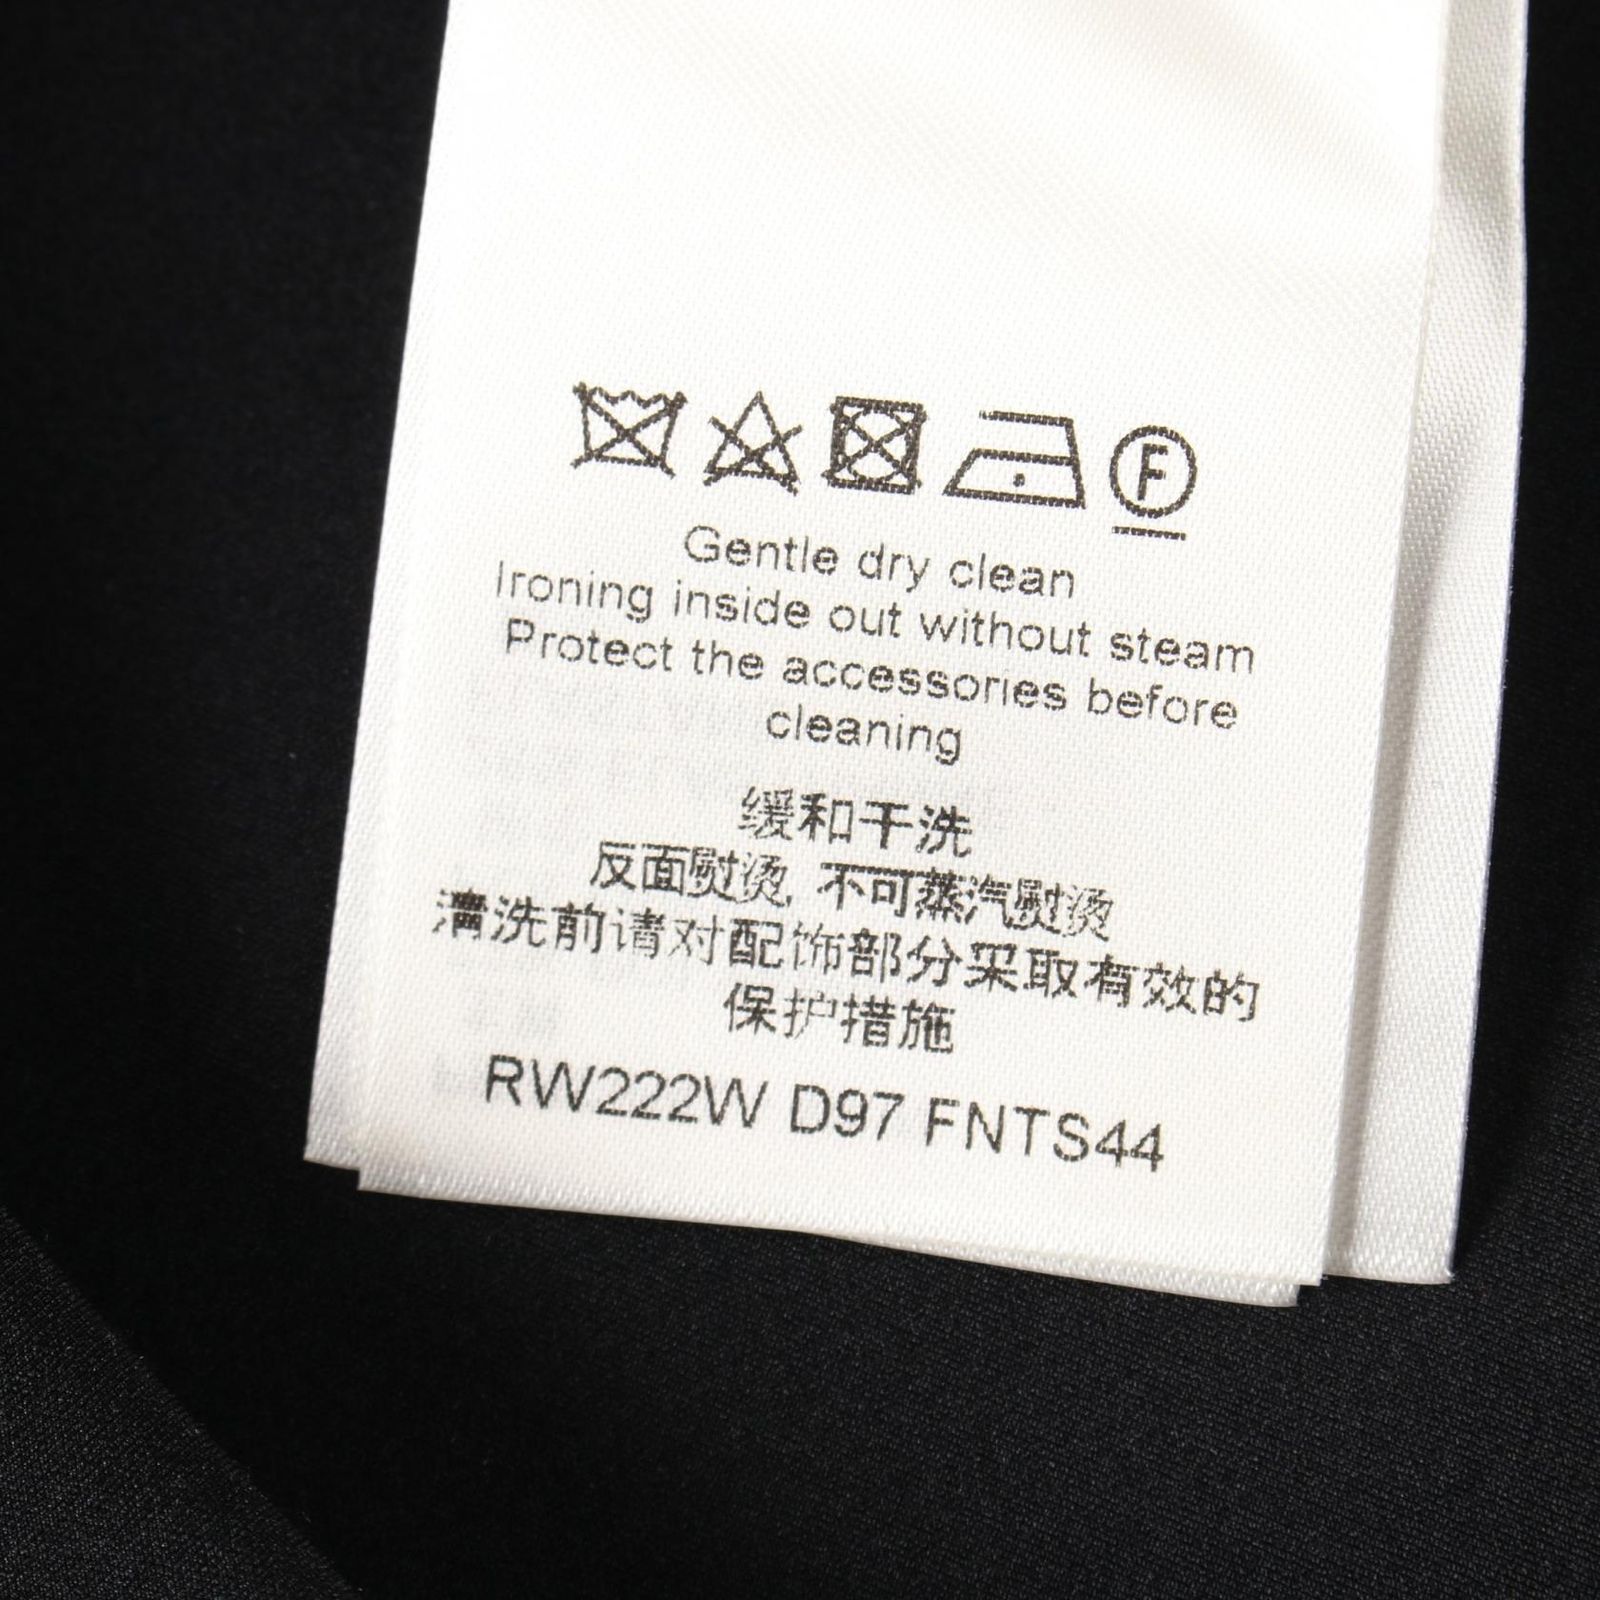 F
Gentle dry clean
Ironing inside out without steam
Protect the accessories before
cleaning
缓和干洗
反面熨烫, 不可蒸汽熨烫
清洗前请对配饰部分采取有效的
保护措施
RW222W D97 FNTS44